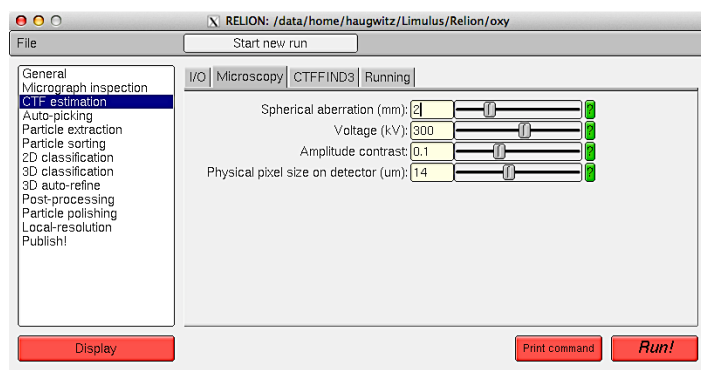 RELION: /data/home/haugwitz/Limulus/Relion/oxy
File
Start new run
General
Micrograph inspection
CTF estimation
Auto-picking
Particle extraction
Particle sorting
2D classification
3D classification
3D auto-refine
Post-processing
Particle polishing
Local-resolution
Publish!
I/O Microscopy CTFFIND3 Running
Spherical aberration (mm): 2 ?
Voltage (kV): 300 ?
Amplitude contrast: 0.1 ?
Physical pixel size on detector (um): 14 ?
Display
Print command
Run!